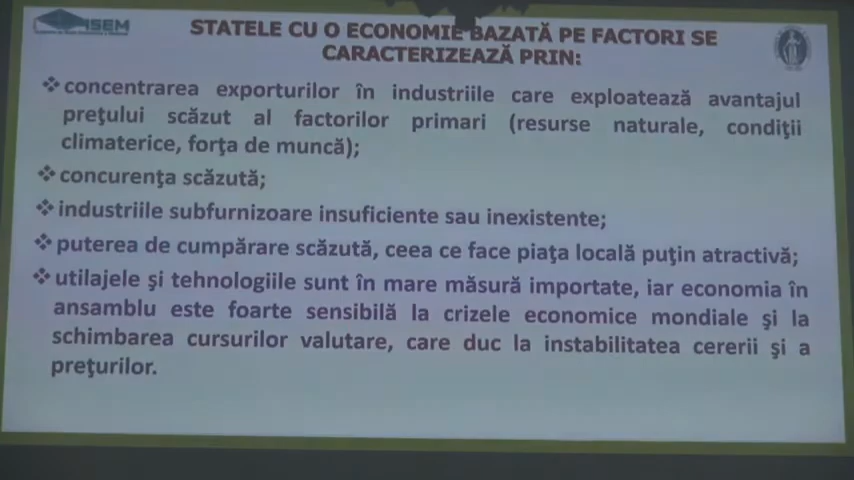 ISEM
STATELE CU O ECONOMIE BAZATĂ PE FACTORI SE
CARACTERIZEAZĂ PRIN:
❖concentrarea exporturilor în industriile care exploatează avantajul
preţului scăzut al factorilor primari (resurse naturale, condiţii
climaterice, forţa de muncă);
❖concurenţa scăzută;
❖industriile subfurnizoare insuficiente sau inexistente;
❖puterea de cumpărare scăzută, ceea ce face piaţa locală puţin atractivă;
❖utilajele şi tehnologiile sunt în mare măsură importate, iar economia în
ansamblu este foarte sensibilă la crizele economice mondiale şi la
schimbarea cursurilor valutare, care duc la instabilitatea cererii şi a
preţurilor.